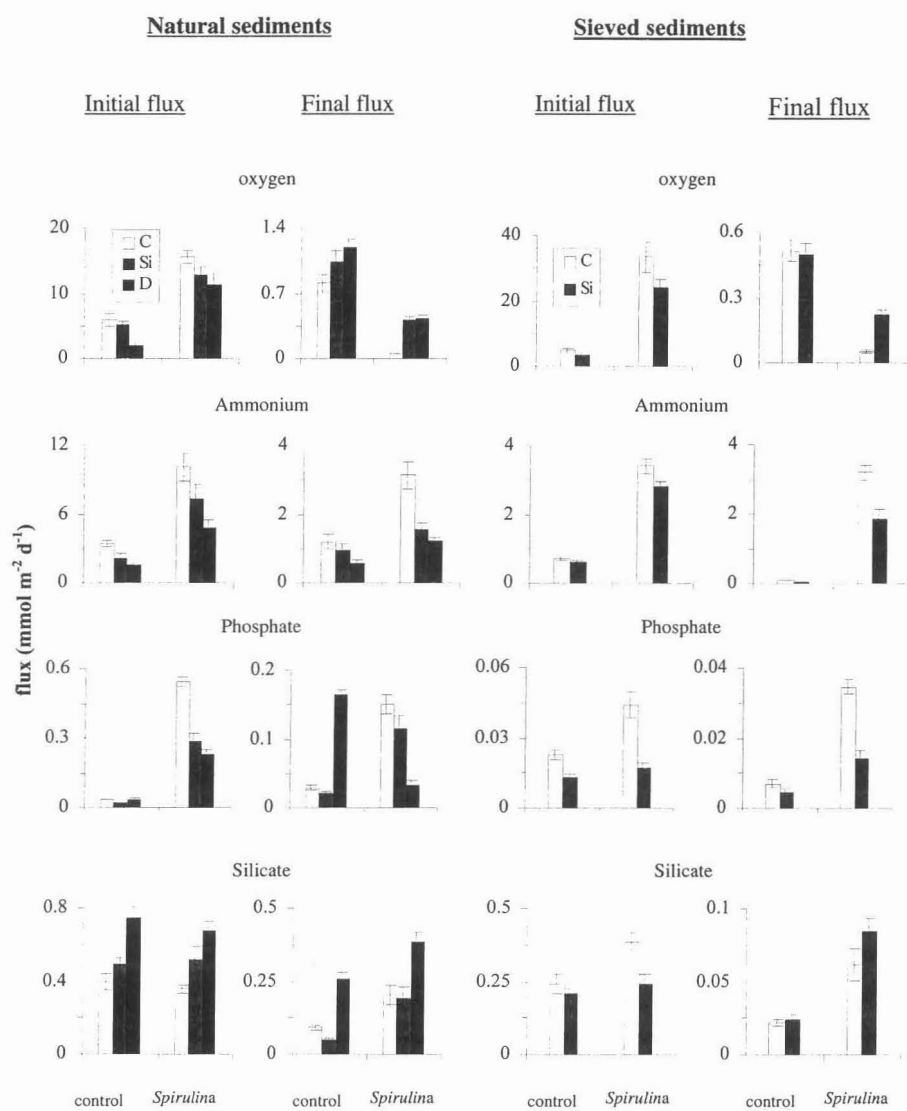 Natural sediments Sieved sediments
Initial flux Final flux Initial flux Final flux
oxygen oxygen
20 1.4 40 0.6
C C
Si Si
D
10 0.7 20 0.3
0 0 0 0
Ammonium Ammonium
12 4 4 4
6 2 2 2
0 0 0 0
flux (mmol m⁻² d⁻¹)
Phosphate Phosphate
0.6 0.2 0.06 0.04
0.3 0.1 0.03 0.02
0 0 0 0
Silicate Silicate
0.8 0.5 0.5 0.1
0.4 0.25 0.25 0.05
0 0 0 0
control Spirulina control Spirulina control Spirulina control Spirulina